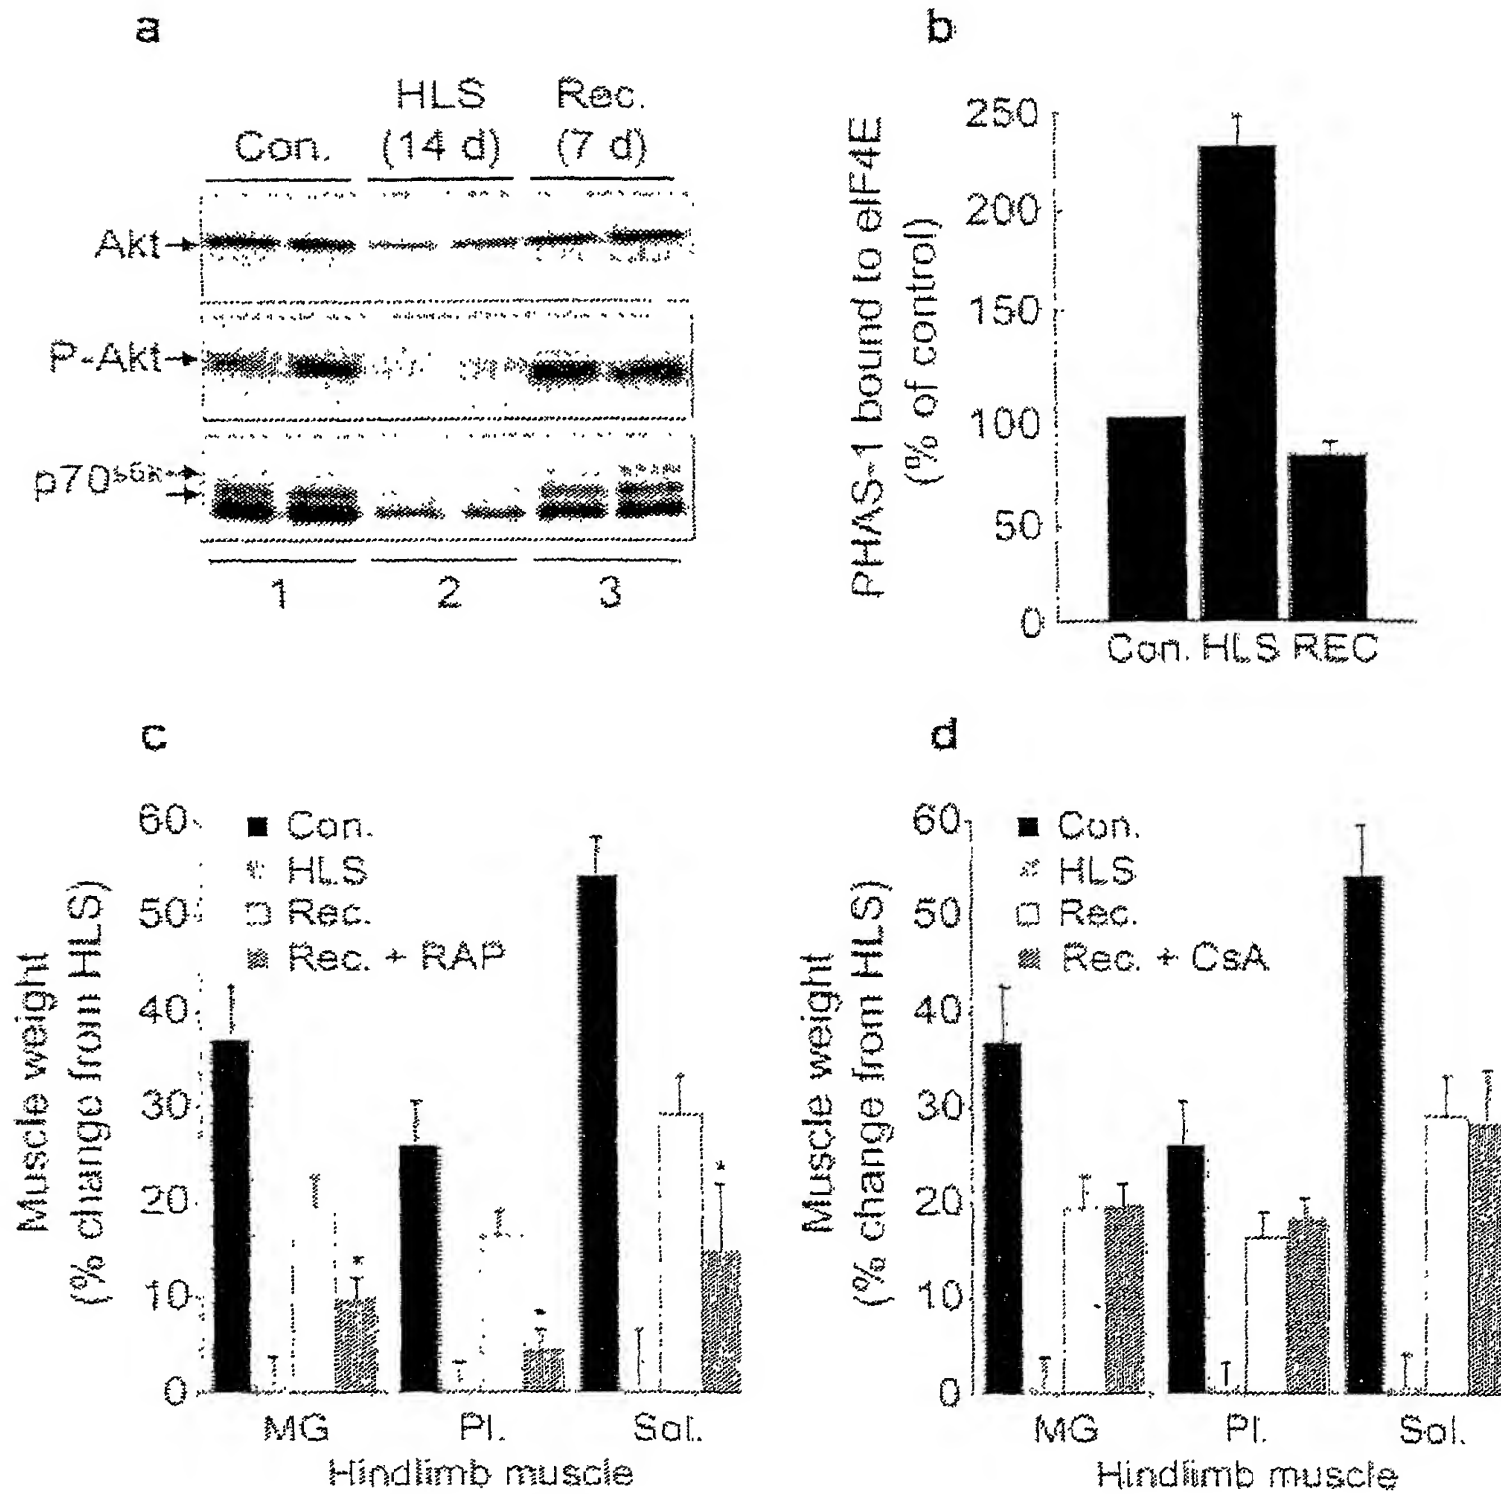 a
HLS Rec.
Con. (14 d) (7 d)
Akt
P-Akt
p70s6k
1 2 3
b
PHAS-1 bound to eIF4E
(% of control)
250
200
150
100
50
0
Con. HLS REC
c
Muscle weight
(% change from HLS)
60
50
40
30
20
10
0
Con.
HLS
Rec.
Rec. + RAP
*
*
*
MG Pl. Sol.
Hindlimb muscle
d
Muscle weight
(% change from HLS)
60
50
40
30
20
10
0
Con.
HLS
Rec.
Rec. + CsA
MG Pl. Sol.
Hindlimb muscle